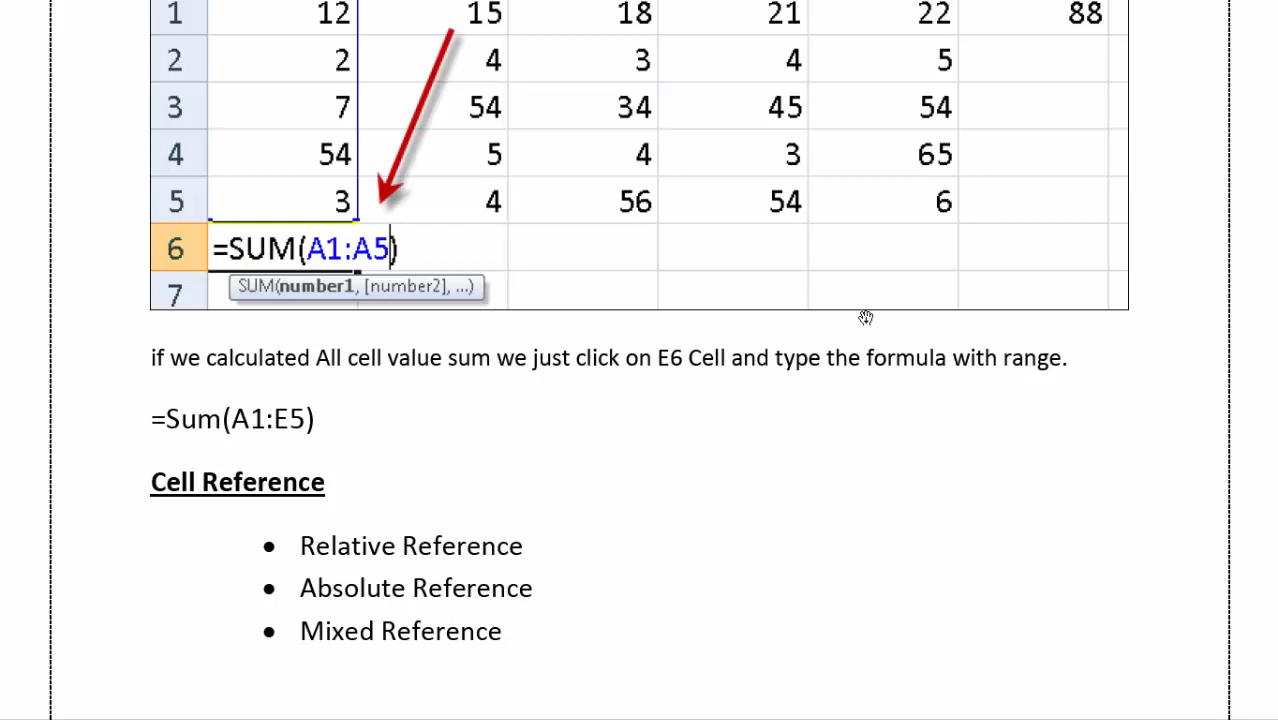 1 12 15 18 21 22 88
2 2 4 3 4 5
3 7 54 34 45 54
4 54 5 4 3 65
5 3 4 56 54 6
6 =SUM(A1:A5)
SUM(number1, [number2], ...)
7
if we calculated All cell value sum we just click on E6 Cell and type the formula with range.
=Sum(A1:E5)
Cell Reference
• Relative Reference
• Absolute Reference
• Mixed Reference